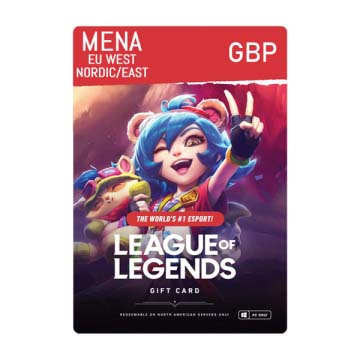 MENA
EU WEST
NORDIC/EAST
GBP
THE WORLD'S #1 ESPORT!
LEAGUE OF
LEGENDS
GIFT CARD
REDEEMABLE ON NORTH AMERICAN SERVERS ONLY
PC ONLY